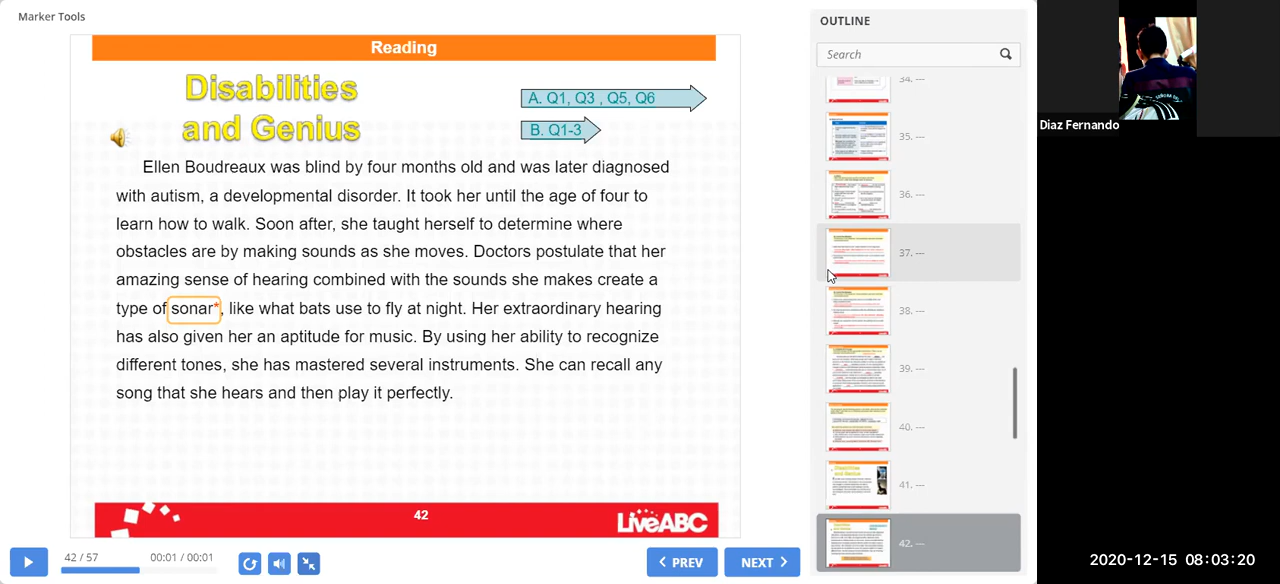 Marker Tools
Reading
Disabilities
and Genius
A. Q1, Q3 , Q5, Q6
B. Q1-3
Ellen Boudreaux was blind by four months old and was later diagnosed
with autism, a developmental disorder. It took her until the age of four to
learn how to walk. Soon after, she taught herself to determine where
objects were by making sounds as she walks. Doctors postulate that her
amazing sense of hearing combined with the sounds she makes create a
type of sonar* like what bats use to fly at night. Her extraordinary hearing
has also given her an aptitude for music. By using her ability to recognize
different tones, she has mastered several instruments. She can recall any
song that she hears and then play it perfectly.
42
LiveABC
42 / 57
PREV
NEXT
OUTLINE
Search
34. —
35. —
36. —
37. —
38. —
39. —
40. —
41. —
42. —
Diaz Fernando
2020-12-15 08:03:20